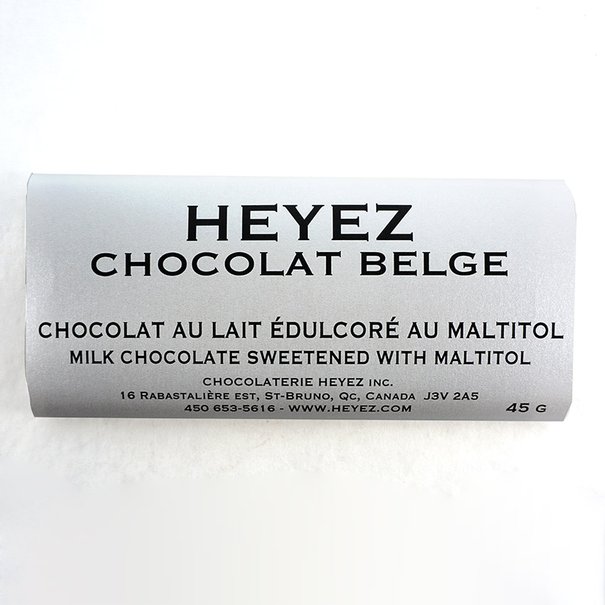 HEYEZ
CHOCOLAT BELGE
CHOCOLAT AU LAIT ÉDULCORÉ AU MALTITOL
MILK CHOCOLATE SWEETENED WITH MALTITOL
CHOCOLATERIE HEYEZ INC.
16 RABASTALIÈRE EST, ST-BRUNO, QC, CANADA J3V 2A5
450 653-5616 - WWW.HEYEZ.COM
45 G